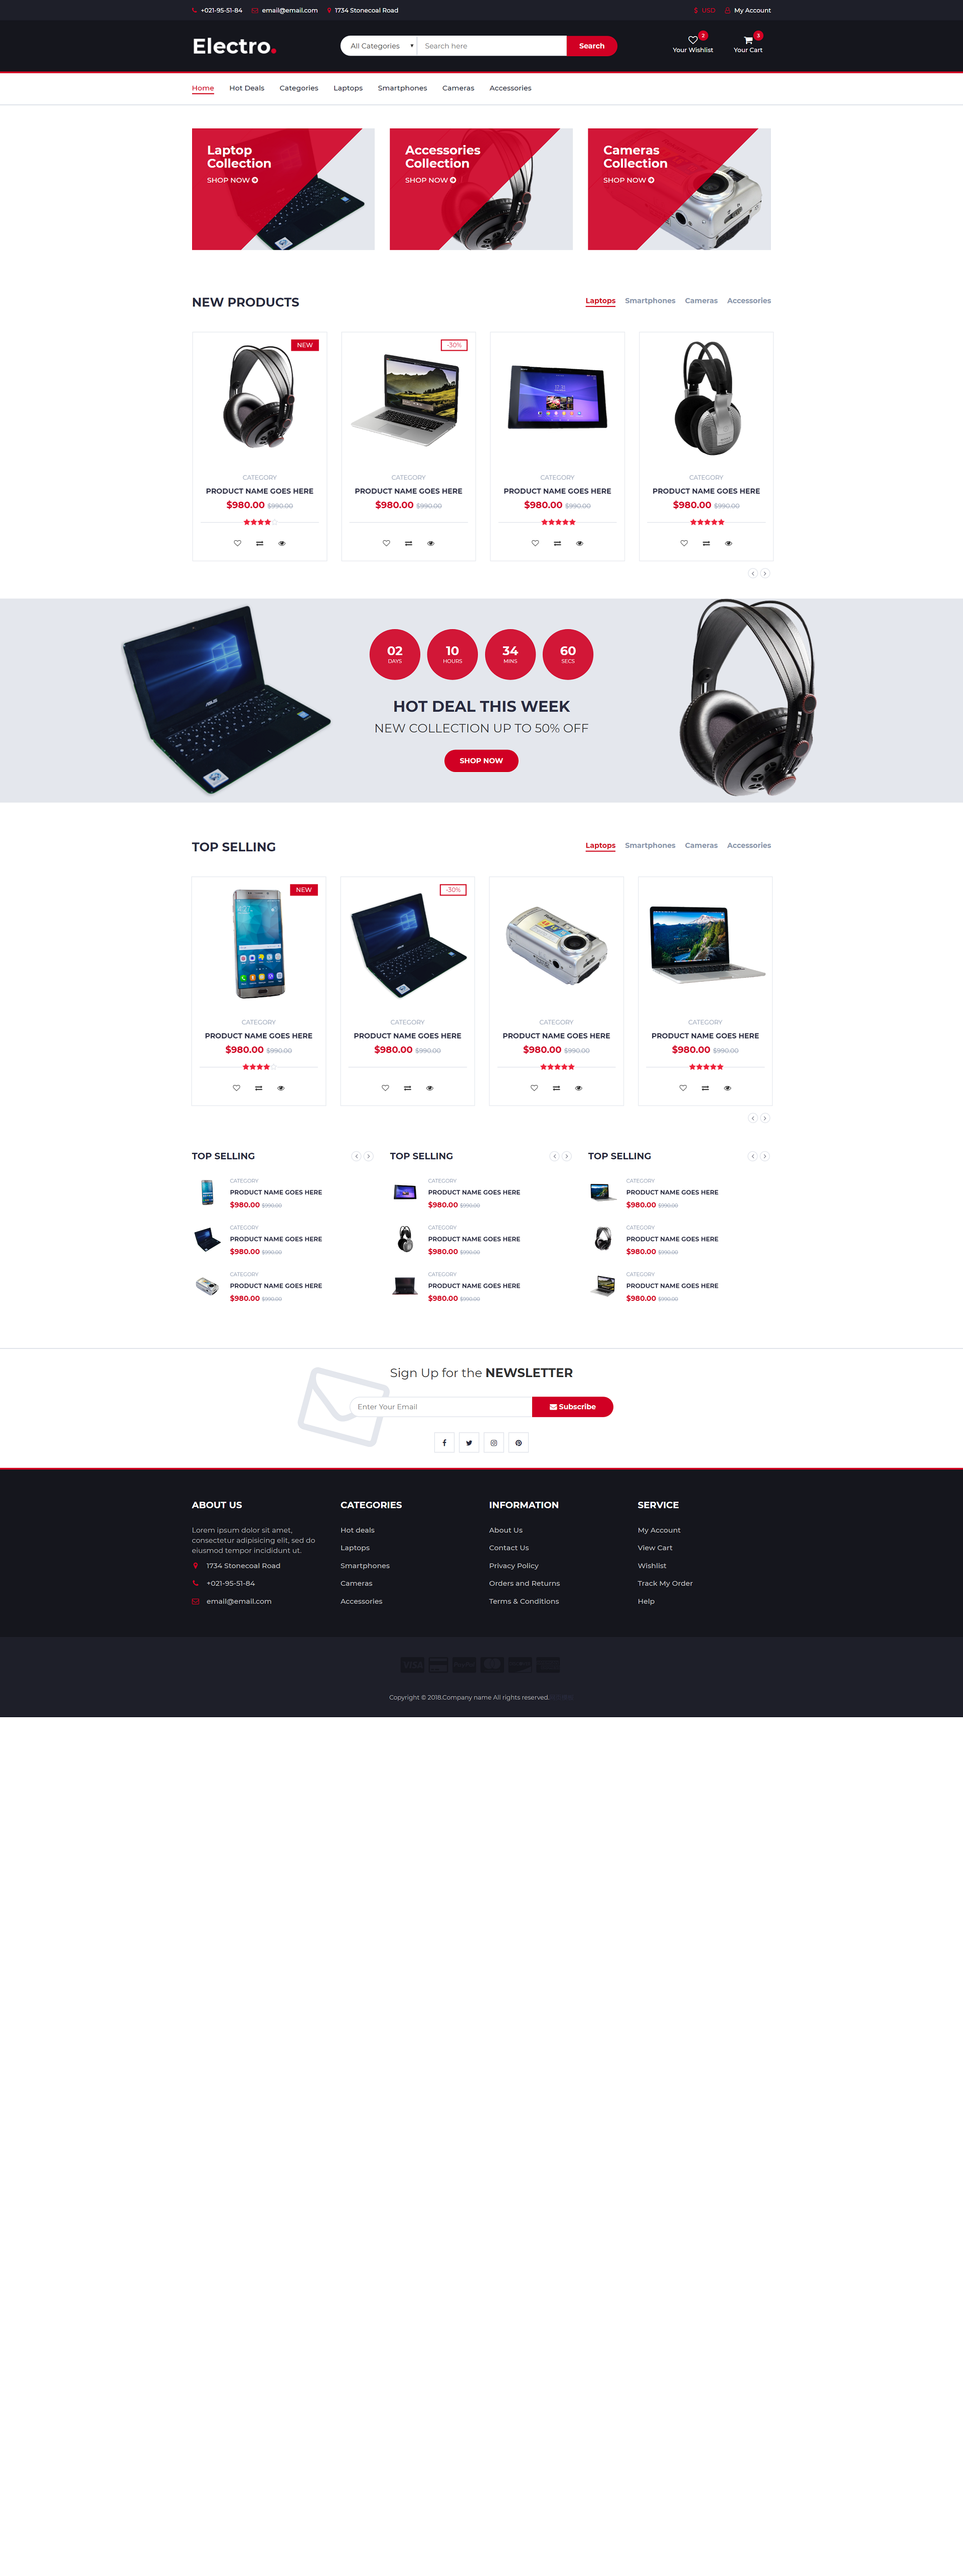 +021-95-51-84 email@email.com 1734 Stonecoal Road $ USD My Account
Electro.
All Categories Search here Search
2 Your Wishlist 3 Your Cart
Home Hot Deals Categories Laptops Smartphones Cameras Accessories
Laptop
Collection
SHOP NOW
Accessories
Collection
SHOP NOW
Cameras
Collection
SHOP NOW
NEW PRODUCTS
Laptops Smartphones Cameras Accessories
NEW
CATEGORY
PRODUCT NAME GOES HERE
$980.00 $990.00
-30%
CATEGORY
PRODUCT NAME GOES HERE
$980.00 $990.00
CATEGORY
PRODUCT NAME GOES HERE
$980.00 $990.00
CATEGORY
PRODUCT NAME GOES HERE
$980.00 $990.00
02 DAYS
10 HOURS
34 MINS
60 SECS
HOT DEAL THIS WEEK
NEW COLLECTION UP TO 50% OFF
SHOP NOW
TOP SELLING
Laptops Smartphones Cameras Accessories
NEW
CATEGORY
PRODUCT NAME GOES HERE
$980.00 $990.00
-30%
CATEGORY
PRODUCT NAME GOES HERE
$980.00 $990.00
CATEGORY
PRODUCT NAME GOES HERE
$980.00 $990.00
CATEGORY
PRODUCT NAME GOES HERE
$980.00 $990.00
TOP SELLING
CATEGORY
PRODUCT NAME GOES HERE
$980.00 $990.00
CATEGORY
PRODUCT NAME GOES HERE
$980.00 $990.00
CATEGORY
PRODUCT NAME GOES HERE
$980.00 $990.00
TOP SELLING
CATEGORY
PRODUCT NAME GOES HERE
$980.00 $990.00
CATEGORY
PRODUCT NAME GOES HERE
$980.00 $990.00
CATEGORY
PRODUCT NAME GOES HERE
$980.00 $990.00
TOP SELLING
CATEGORY
PRODUCT NAME GOES HERE
$980.00 $990.00
CATEGORY
PRODUCT NAME GOES HERE
$980.00 $990.00
CATEGORY
PRODUCT NAME GOES HERE
$980.00 $990.00
Sign Up for the NEWSLETTER
Enter Your Email Subscribe
ABOUT US
Lorem ipsum dolor sit amet,
consectetur adipisicing elit, sed do
eiusmod tempor incididunt ut.
1734 Stonecoal Road
+021-95-51-84
email@email.com
CATEGORIES
Hot deals
Laptops
Smartphones
Cameras
Accessories
INFORMATION
About Us
Contact Us
Privacy Policy
Orders and Returns
Terms & Conditions
SERVICE
My Account
View Cart
Wishlist
Track My Order
Help
Copyright © 2018.Company name All rights reserved.